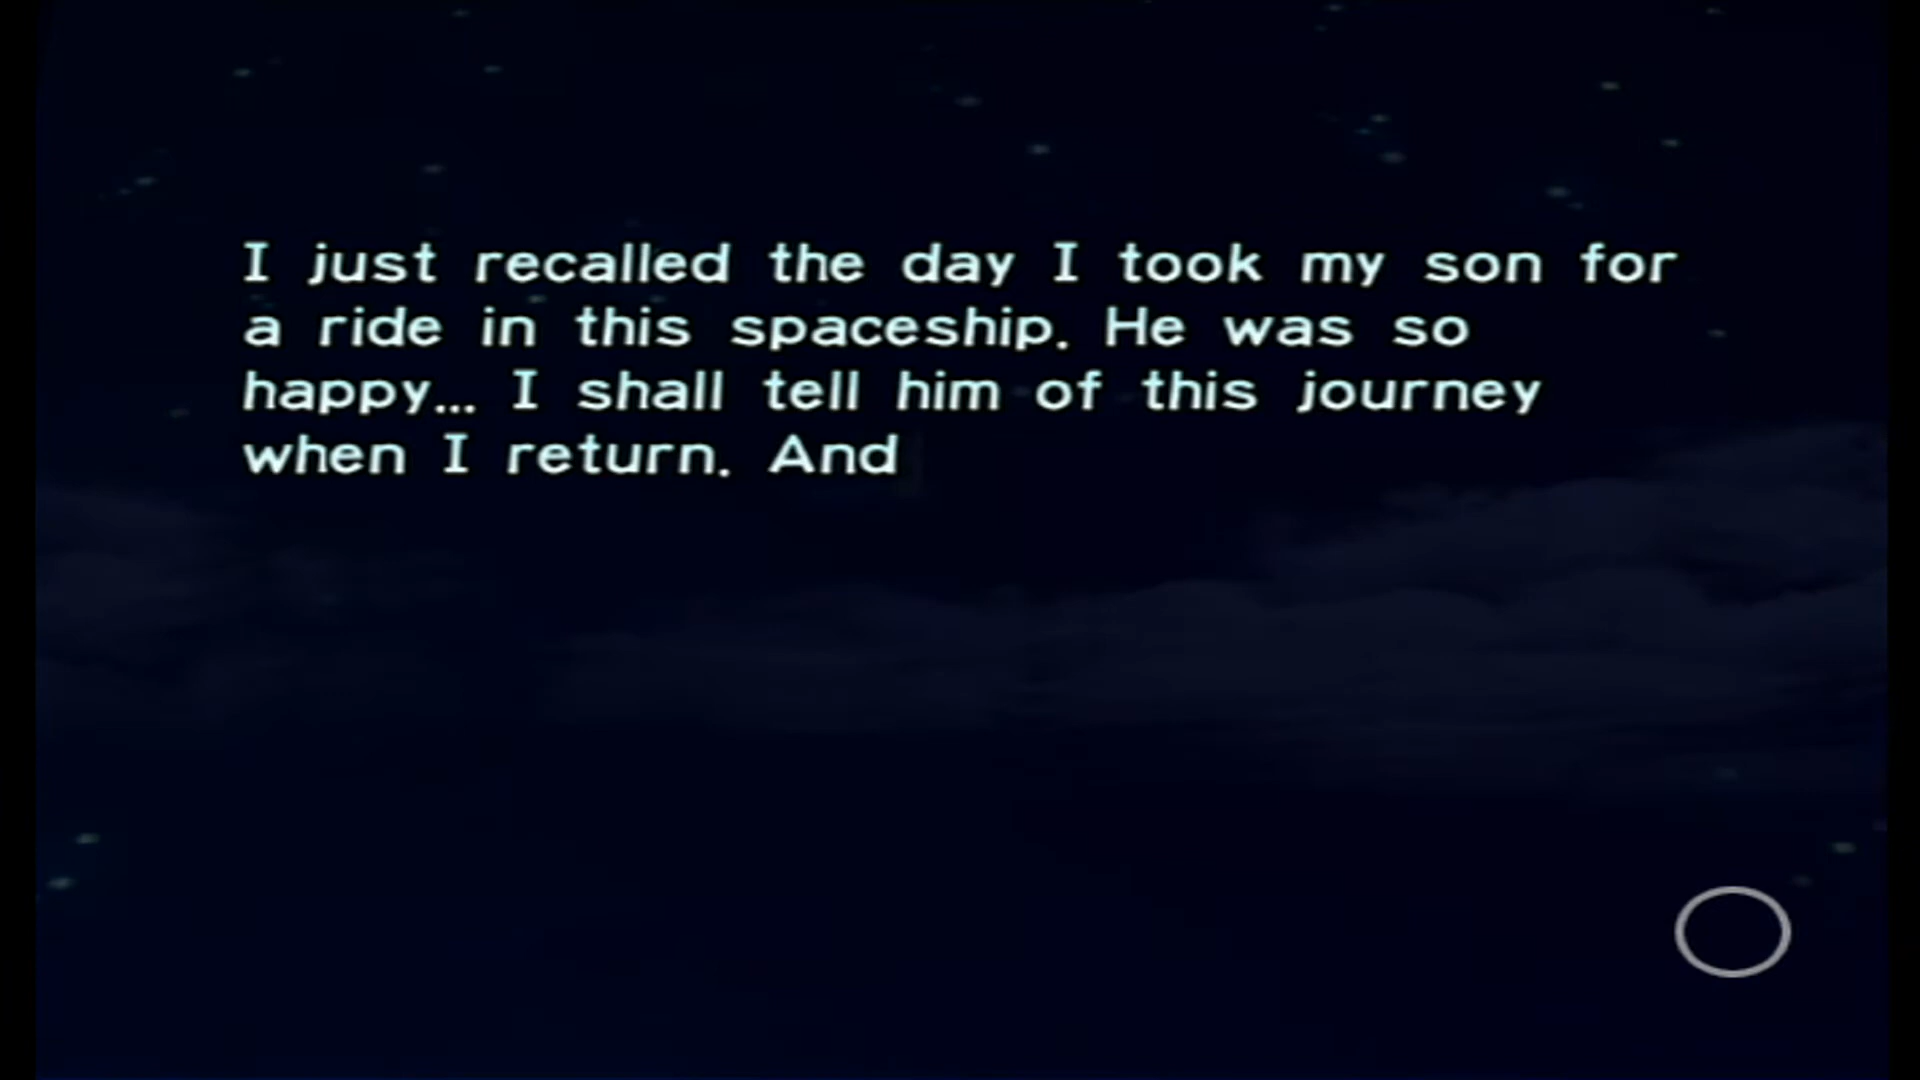 I just recalled the day I took my son for
a ride in this spaceship. He was so
happy... I shall tell him of this journey
when I return. And